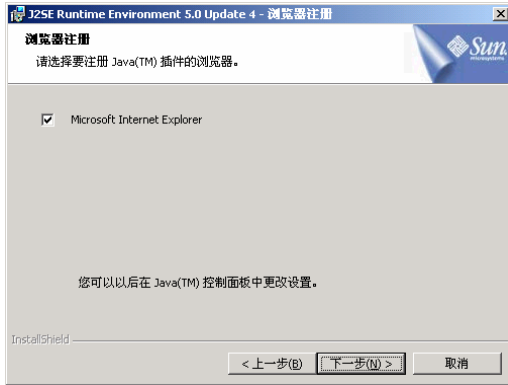 J2SE Runtime Environment 5.0 Update 4 - 浏览器注册
浏览器注册
请选择要注册 Java(TM) 插件的浏览器。
Sun
microsystems
Microsoft Internet Explorer
您可以以后在 Java(TM) 控制面板中更改设置。
InstallShield
< 上一步(B)
下一步(N) >
取消